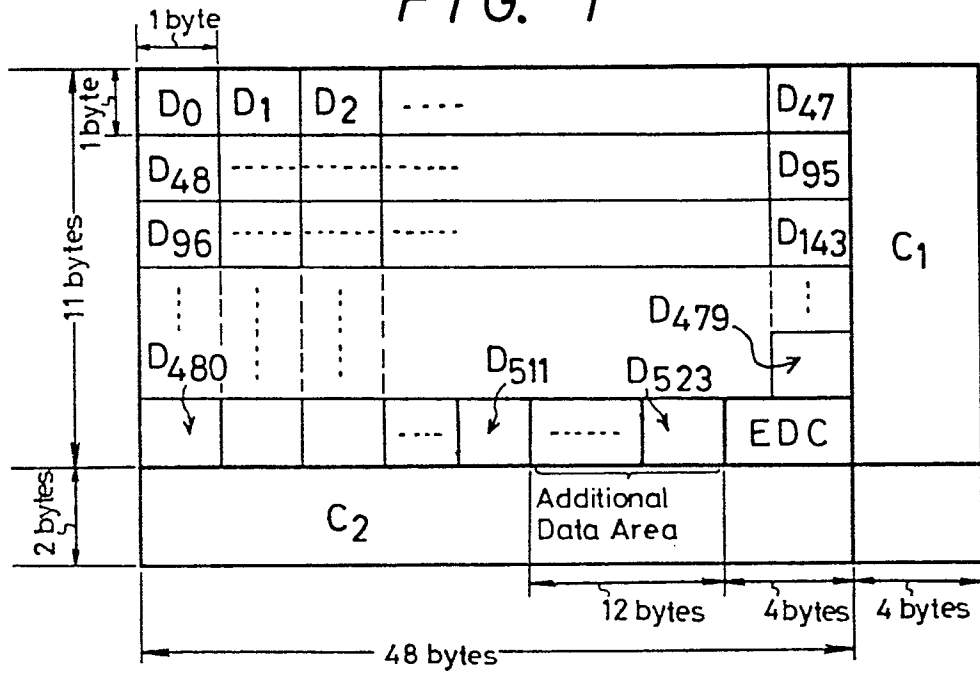 FIG. 1
1 byte
1 byte
D0 D1 D2 ---- D47
D48 ---------- D95
D96 ---------- D143
C1
11 bytes
D479
D480 D511 D523
---- ------ EDC
2 bytes
C2
Additional
Data Area
12 bytes 4 bytes 4 bytes
48 bytes